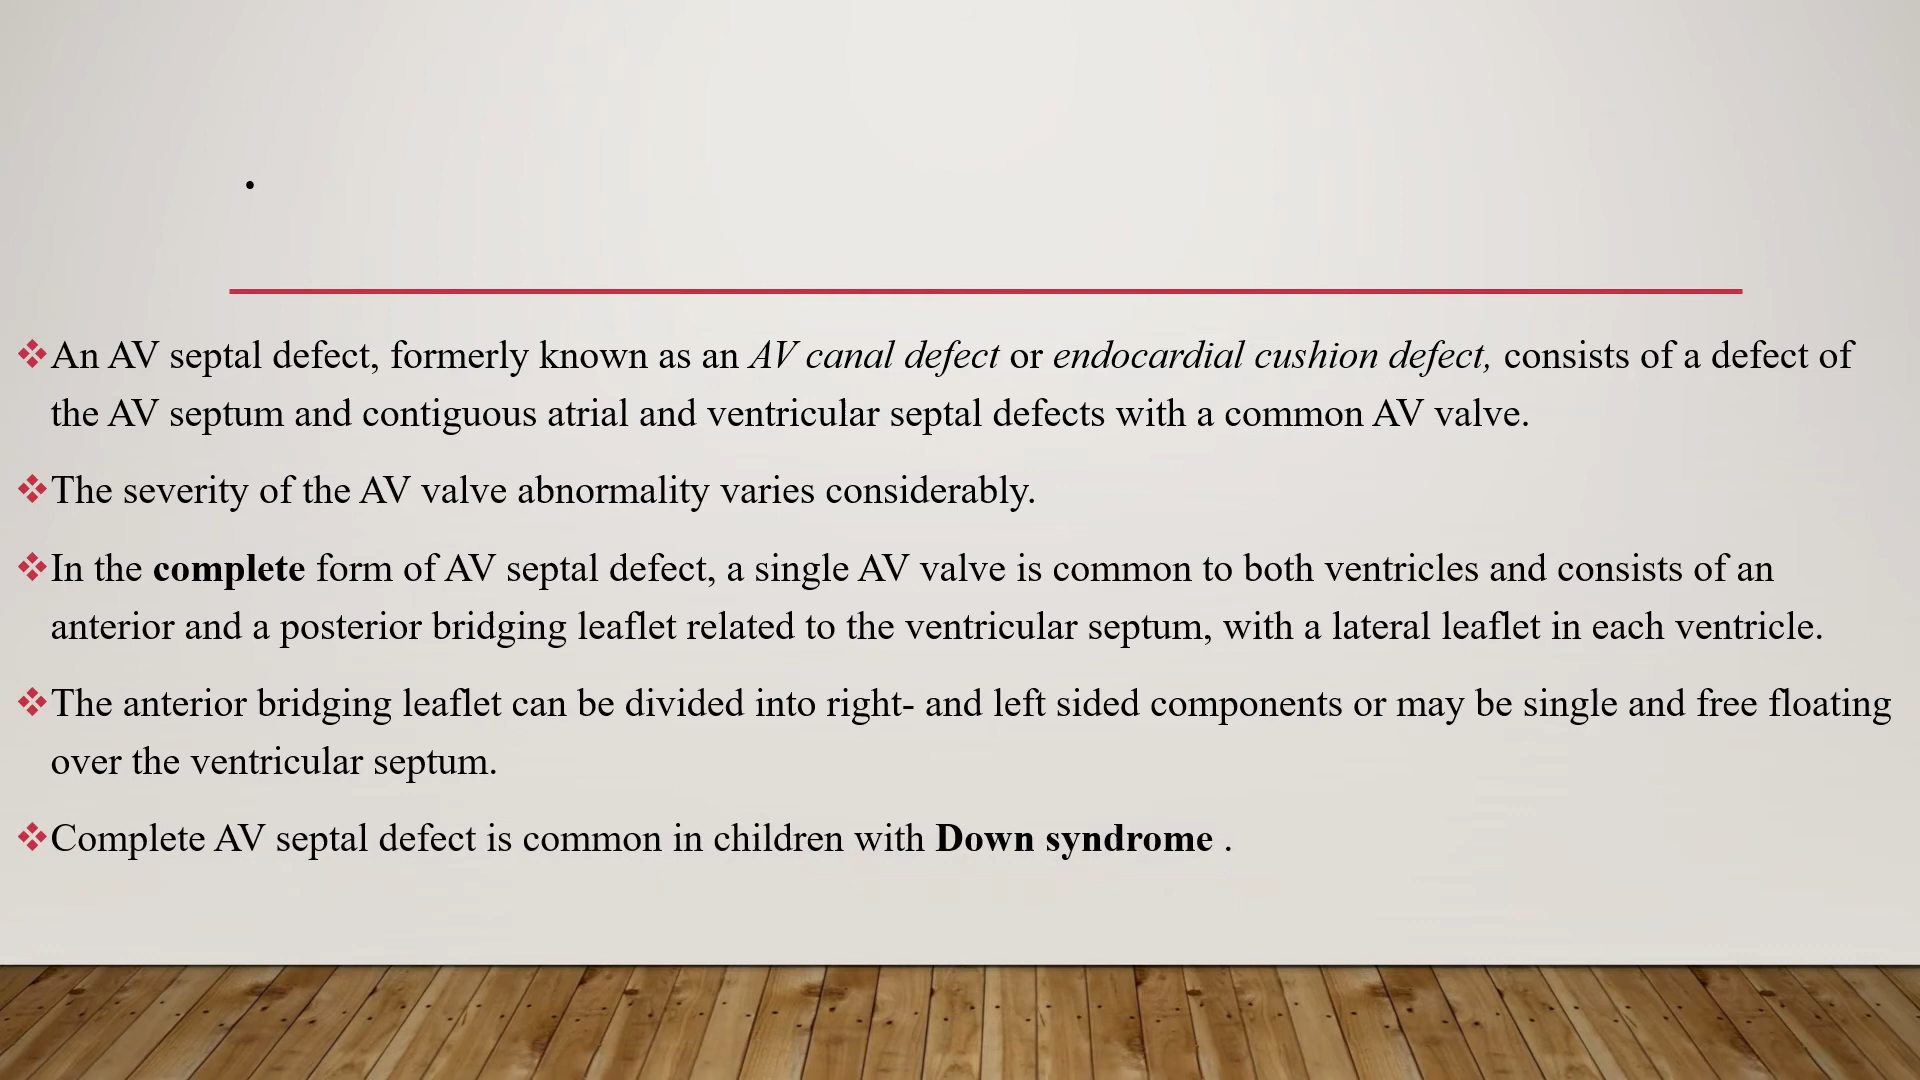 .
❖An AV septal defect, formerly known as an AV canal defect or endocardial cushion defect, consists of a defect of
the AV septum and contiguous atrial and ventricular septal defects with a common AV valve.
❖The severity of the AV valve abnormality varies considerably.
❖In the complete form of AV septal defect, a single AV valve is common to both ventricles and consists of an
anterior and a posterior bridging leaflet related to the ventricular septum, with a lateral leaflet in each ventricle.
❖The anterior bridging leaflet can be divided into right- and left sided components or may be single and free floating
over the ventricular septum.
❖Complete AV septal defect is common in children with Down syndrome .